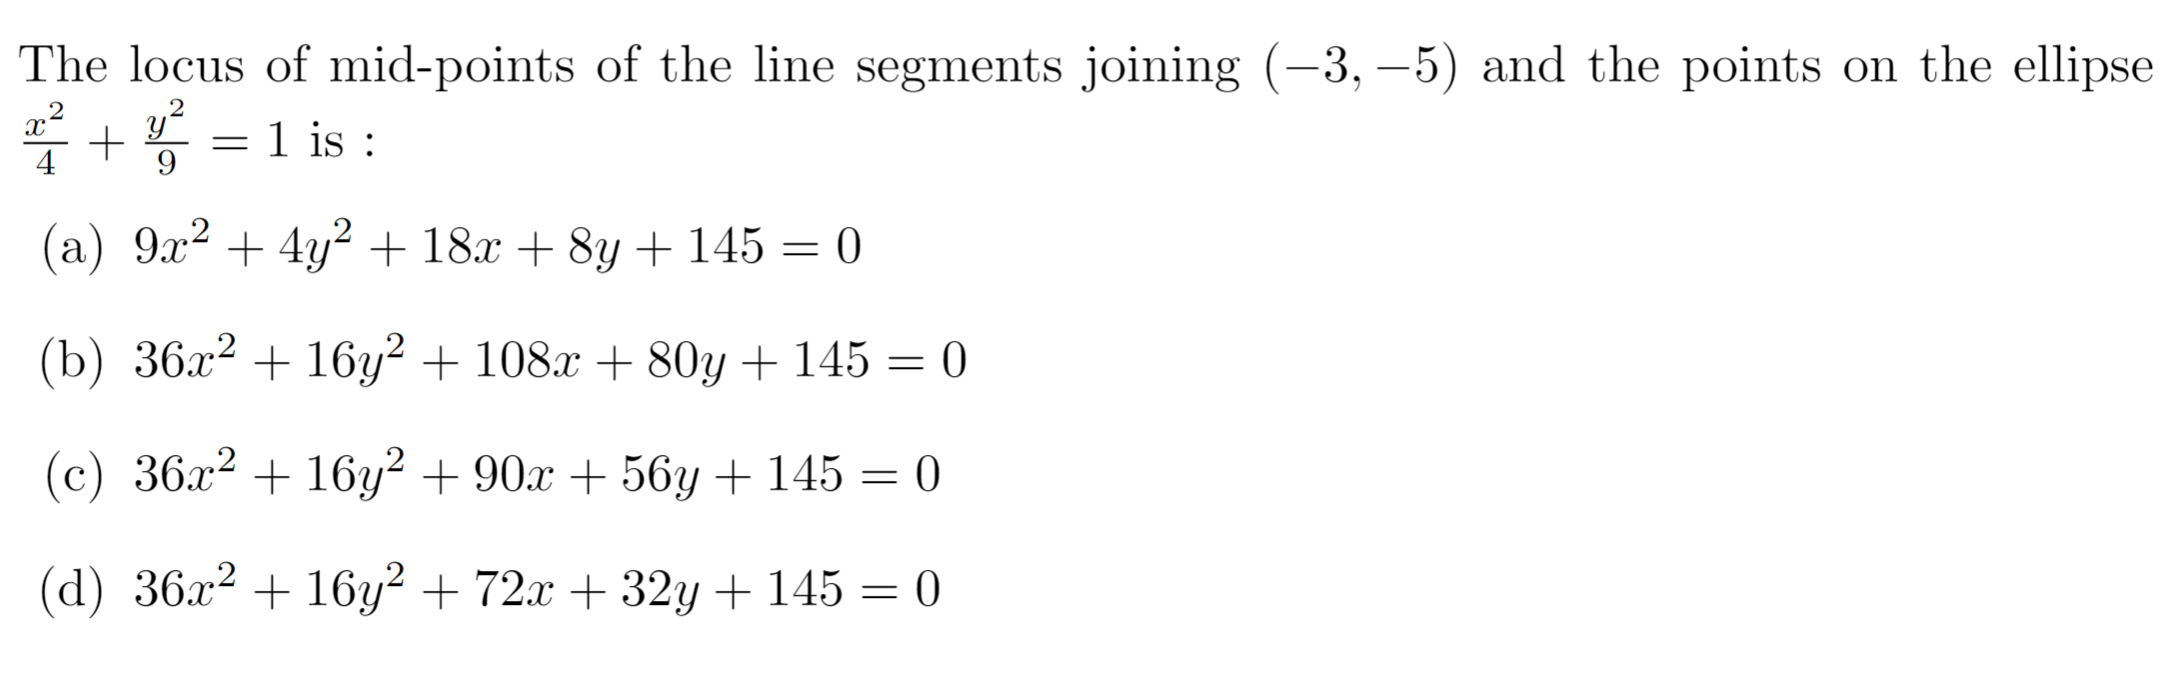 The locus of mid-points of the line segments joining (−3, −5) and the points on the ellipse
x²/4 + y²/9 = 1 is :
(a) 9x² + 4y² + 18x + 8y + 145 = 0
(b) 36x² + 16y² + 108x + 80y + 145 = 0
(c) 36x² + 16y² + 90x + 56y + 145 = 0
(d) 36x² + 16y² + 72x + 32y + 145 = 0